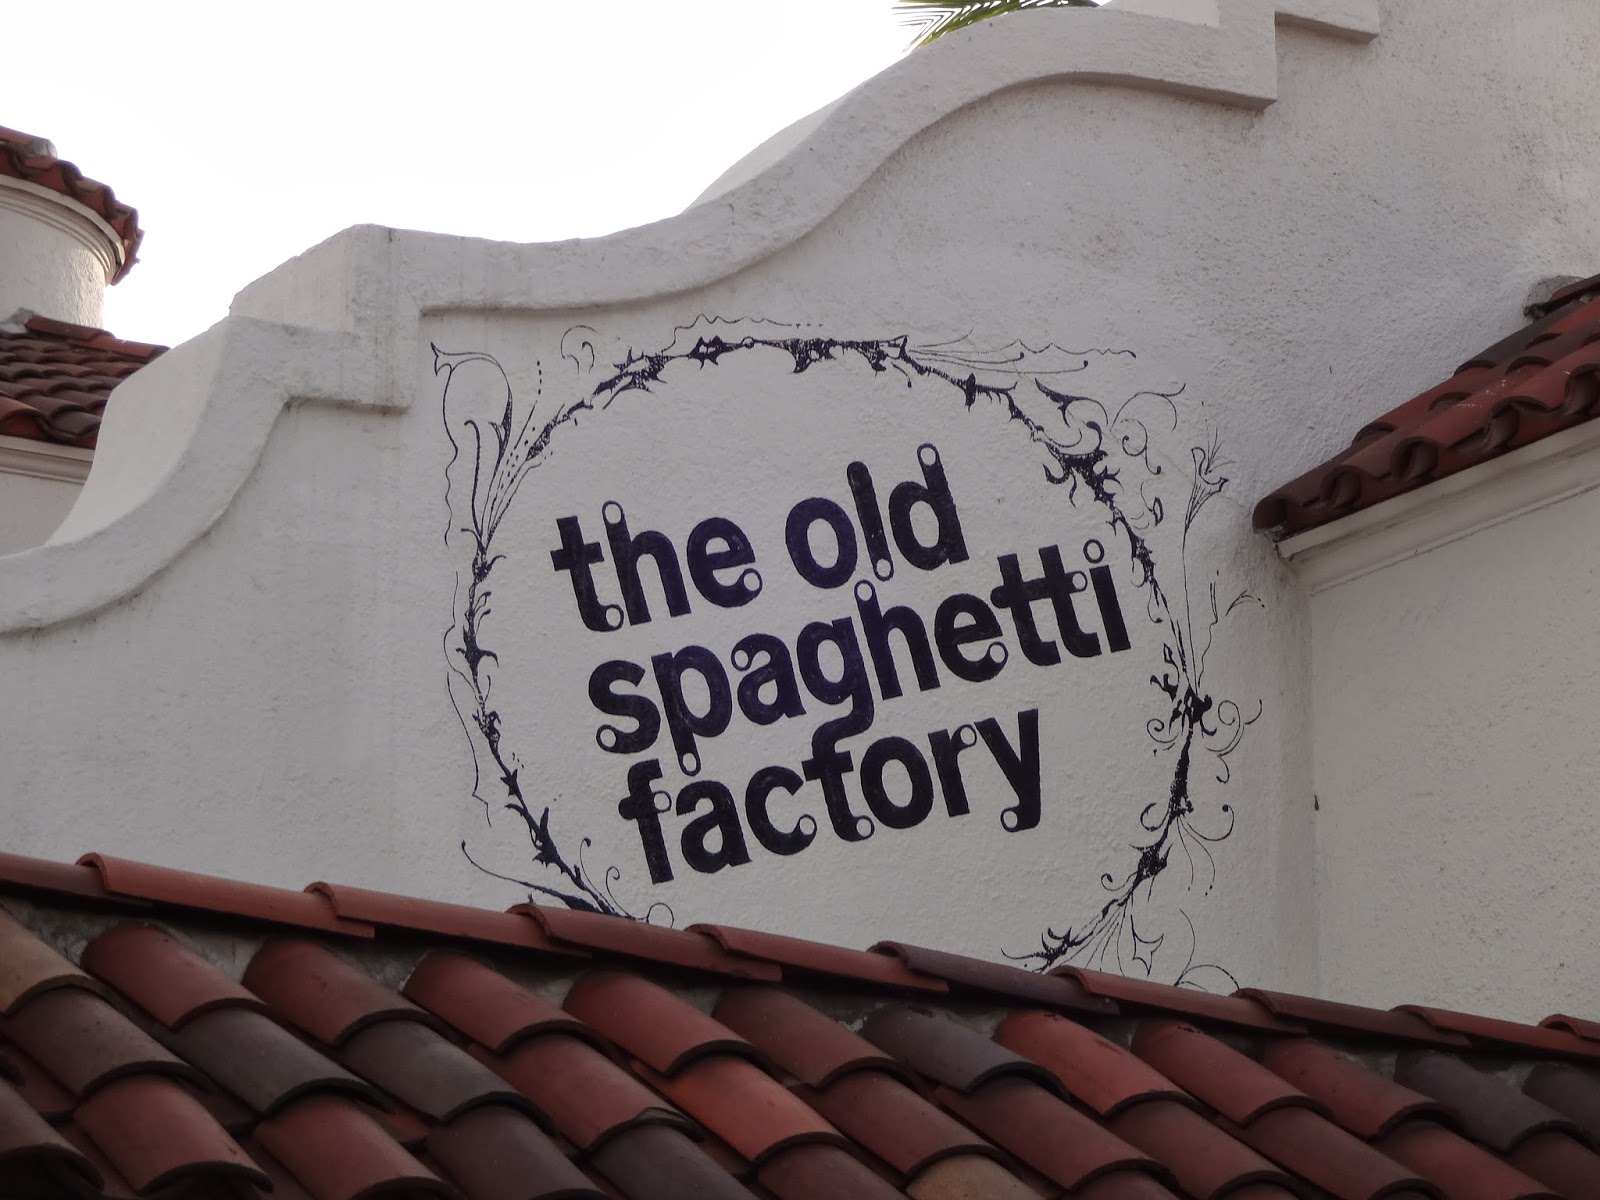 the old
spaghetti
factory